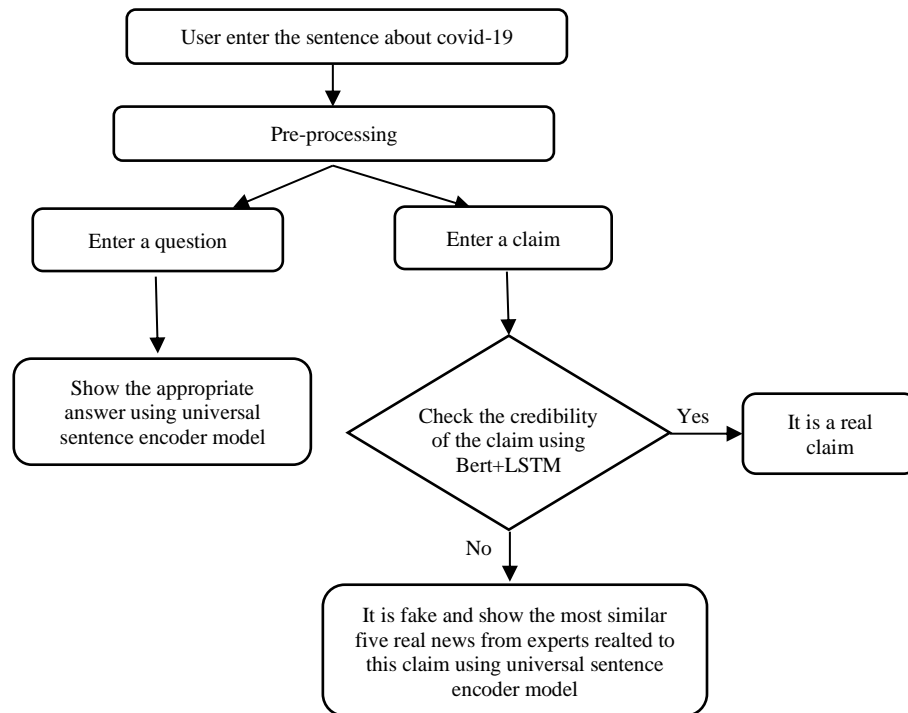 User enter the sentence about covid-19
Pre-processing
Enter a question
Enter a claim
Show the appropriate
answer using universal
sentence encoder model
Check the credibility
of the claim using
Bert+LSTM
Yes
It is a real
claim
No
It is fake and show the most similar
five real news from experts realted to
this claim using universal sentence
encoder model